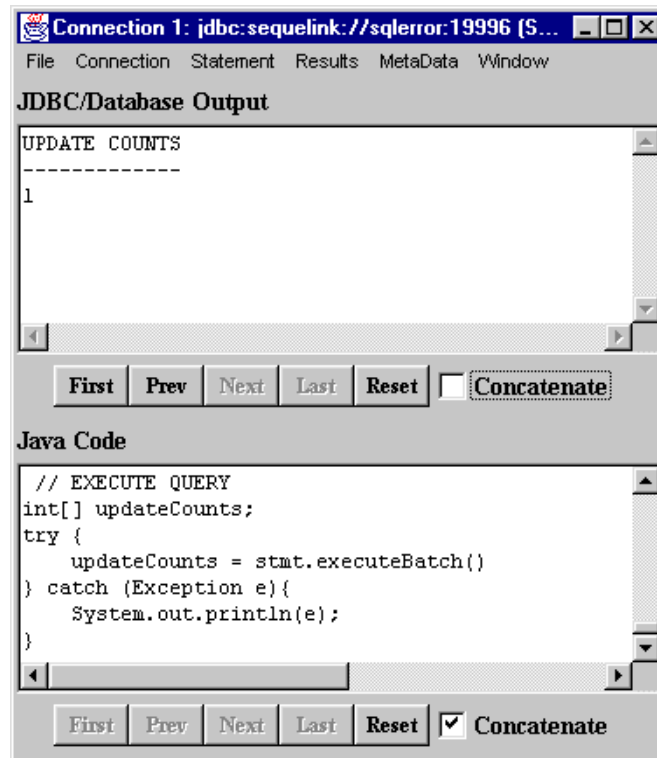 Connection 1: jdbc:sequelink://sqlerror:19996 (S...
File Connection Statement Results MetaData Window
JDBC/Database Output
UPDATE COUNTS
-------------
1
First Prev Next Last Reset Concatenate
Java Code
// EXECUTE QUERY
int[] updateCounts;
try {
    updateCounts = stmt.executeBatch()
} catch (Exception e){
    System.out.println(e);
}
First Prev Next Last Reset Concatenate